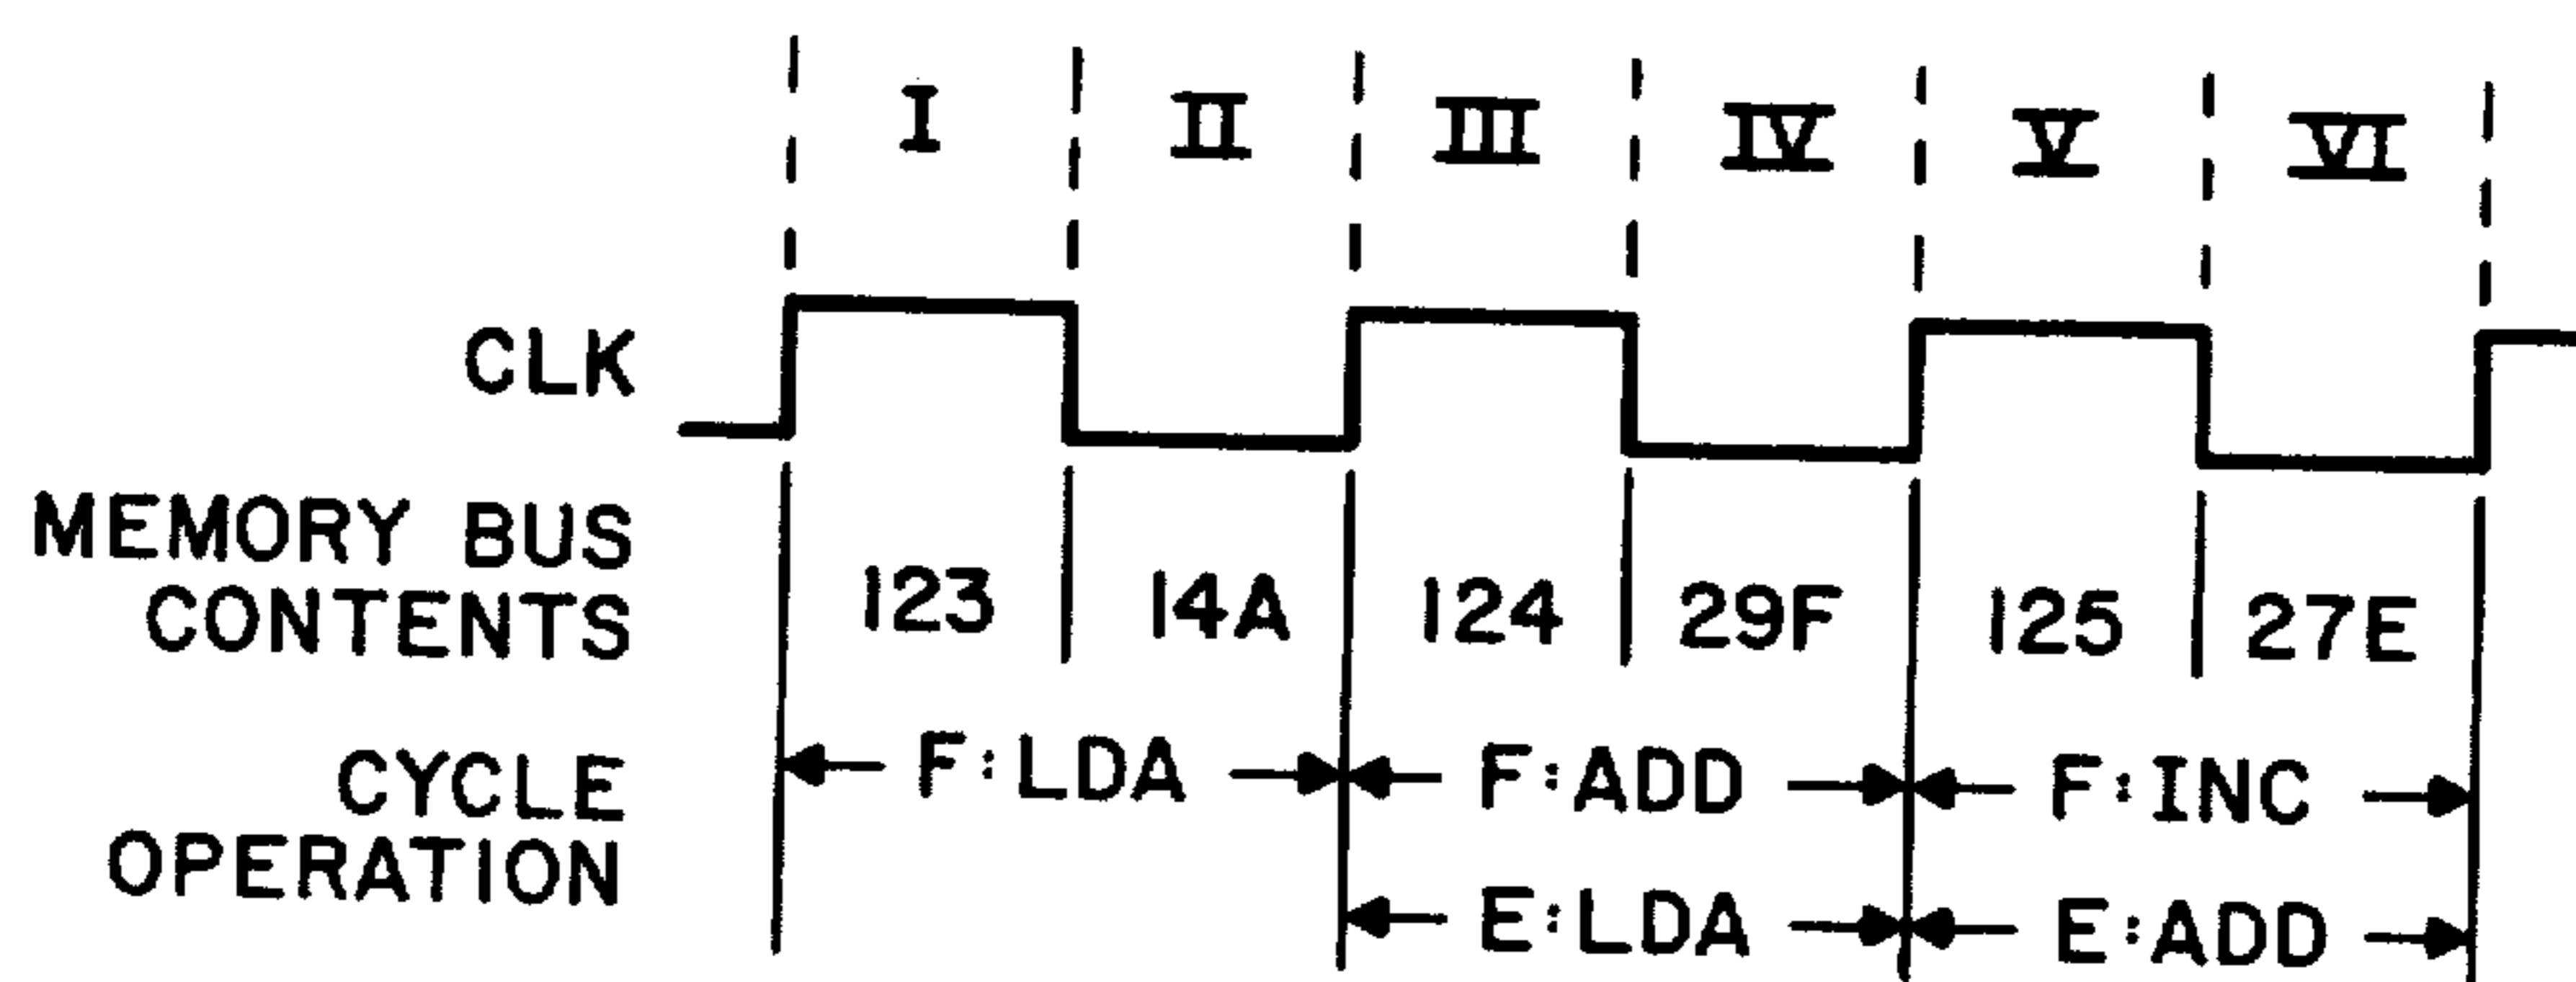 I II III IV V VI
CLK
MEMORY BUS
CONTENTS
123 14A 124 29F 125 27E
CYCLE
OPERATION
F:LDA F:ADD F:INC
E:LDA E:ADD